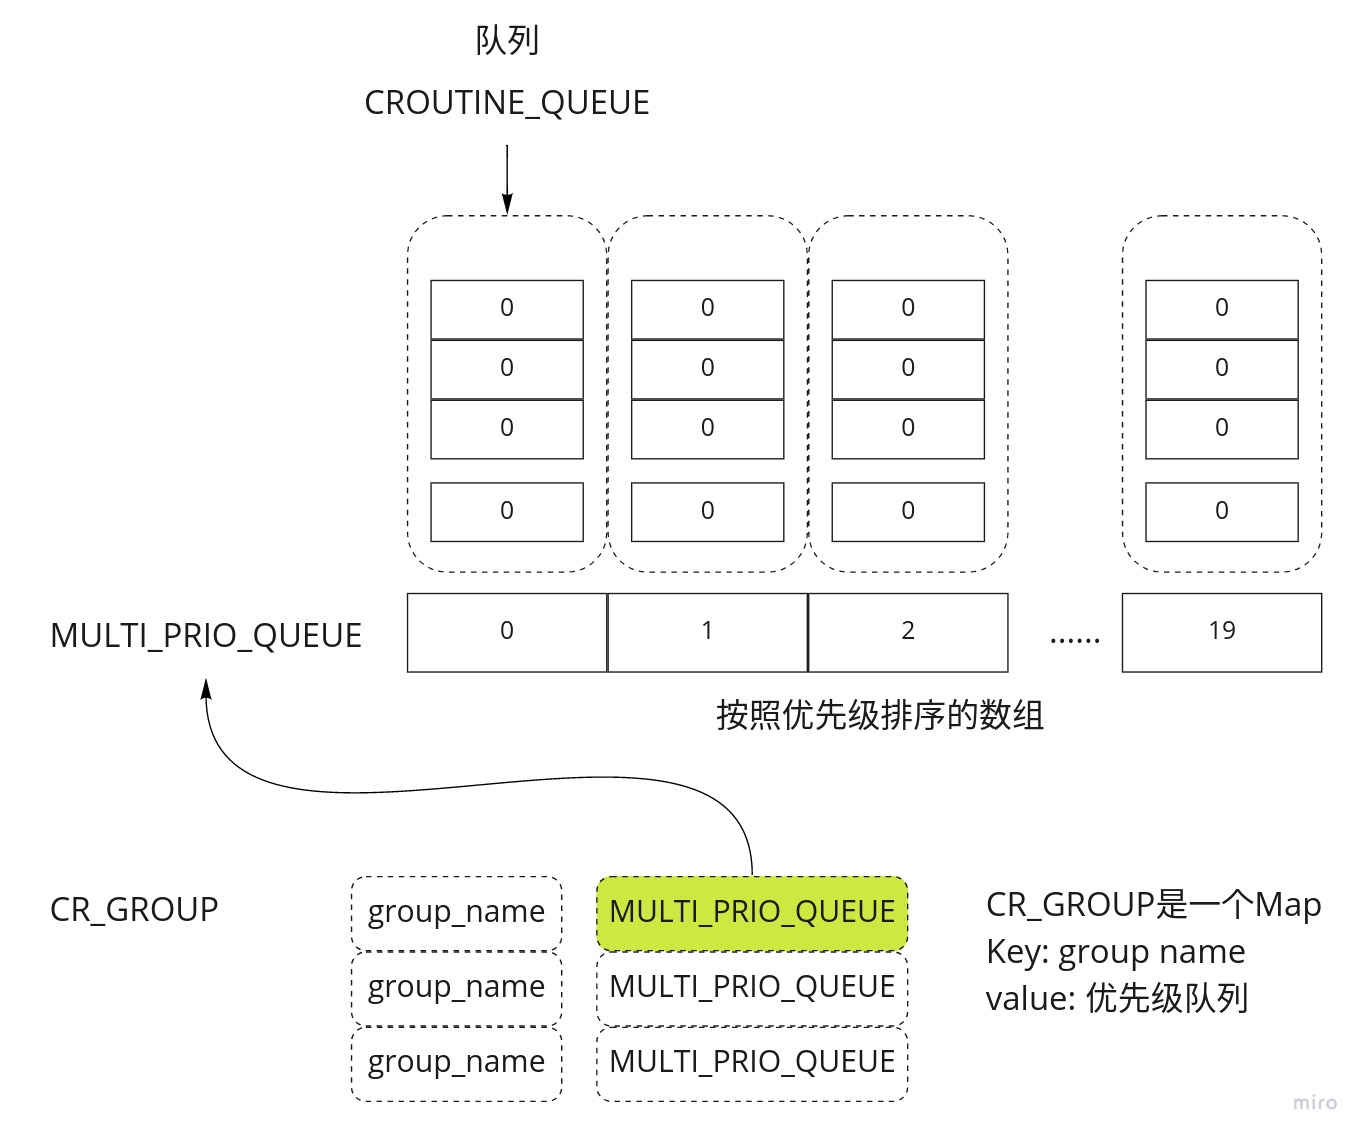 队列
CROUTINE_QUEUE
0 0 0 0
0 0 0 0
0 0 0 0
0 0 0 0
MULTI_PRIO_QUEUE 0 1 2 ...... 19
按照优先级排序的数组
CR_GROUP
group_name MULTI_PRIO_QUEUE
group_name MULTI_PRIO_QUEUE
group_name MULTI_PRIO_QUEUE
CR_GROUP是一个Map
Key: group name
value: 优先级队列
miro